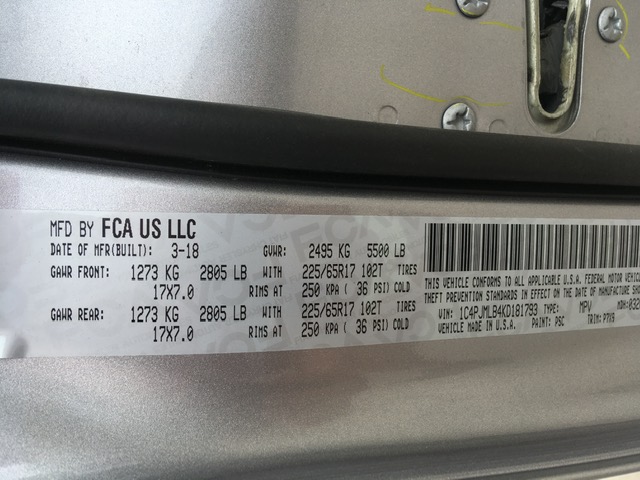 MFD BY FCA US LLC
DATE OF MFR(BUILT): 3-18 GVWR: 2495 KG 5500 LB
GAWR FRONT: 1273 KG 2805 LB WITH 225/65R17 102T TIRES
17X7.0 RIMS AT 250 KPA ( 36 PSI) COLD
GAWR REAR: 1273 KG 2805 LB WITH 225/65R17 102T TIRES
17X7.0 RIMS AT 250 KPA ( 36 PSI) COLD
THIS VEHICLE CONFORMS TO ALL APPLICABLE U.S.A. FEDERAL MOTOR VEHICLE
THEFT PREVENTION STANDARDS IN EFFECT ON THE DATE OF MANUFACTURE
VIN: 1C4PJMLB4KD181793 TYPE: MPV MDH:
VEHICLE MADE IN U.S.A. PAINT: PSC TRIM: